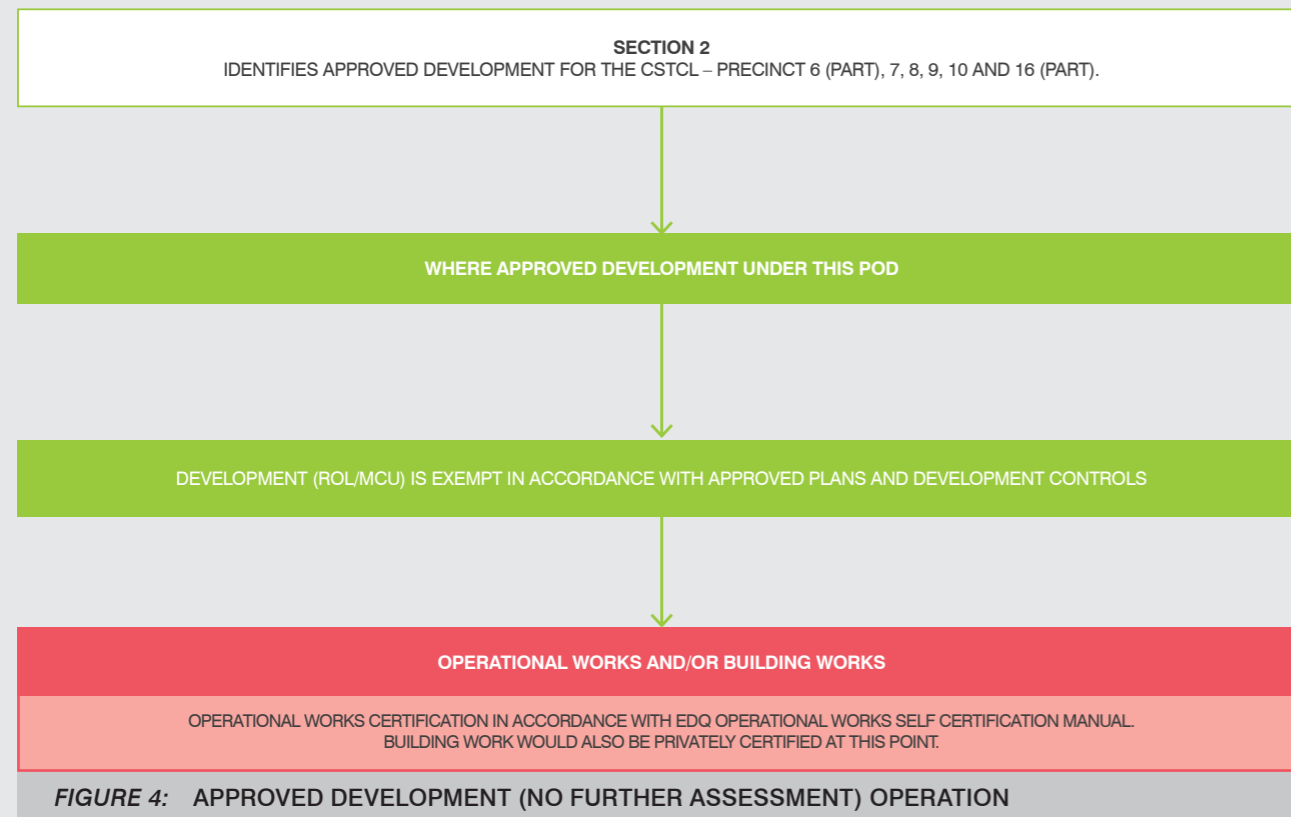 SECTION 2
IDENTIFIES APPROVED DEVELOPMENT FOR THE CSTCL – PRECINCT 6 (PART), 7, 8, 9, 10 AND 16 (PART).
WHERE APPROVED DEVELOPMENT UNDER THIS POD
DEVELOPMENT (ROL/MCU) IS EXEMPT IN ACCORDANCE WITH APPROVED PLANS AND DEVELOPMENT CONTROLS
OPERATIONAL WORKS AND/OR BUILDING WORKS
OPERATIONAL WORKS CERTIFICATION IN ACCORDANCE WITH EDQ OPERATIONAL WORKS SELF CERTIFICATION MANUAL.
BUILDING WORK WOULD ALSO BE PRIVATELY CERTIFIED AT THIS POINT.
FIGURE 4: APPROVED DEVELOPMENT (NO FURTHER ASSESSMENT) OPERATION